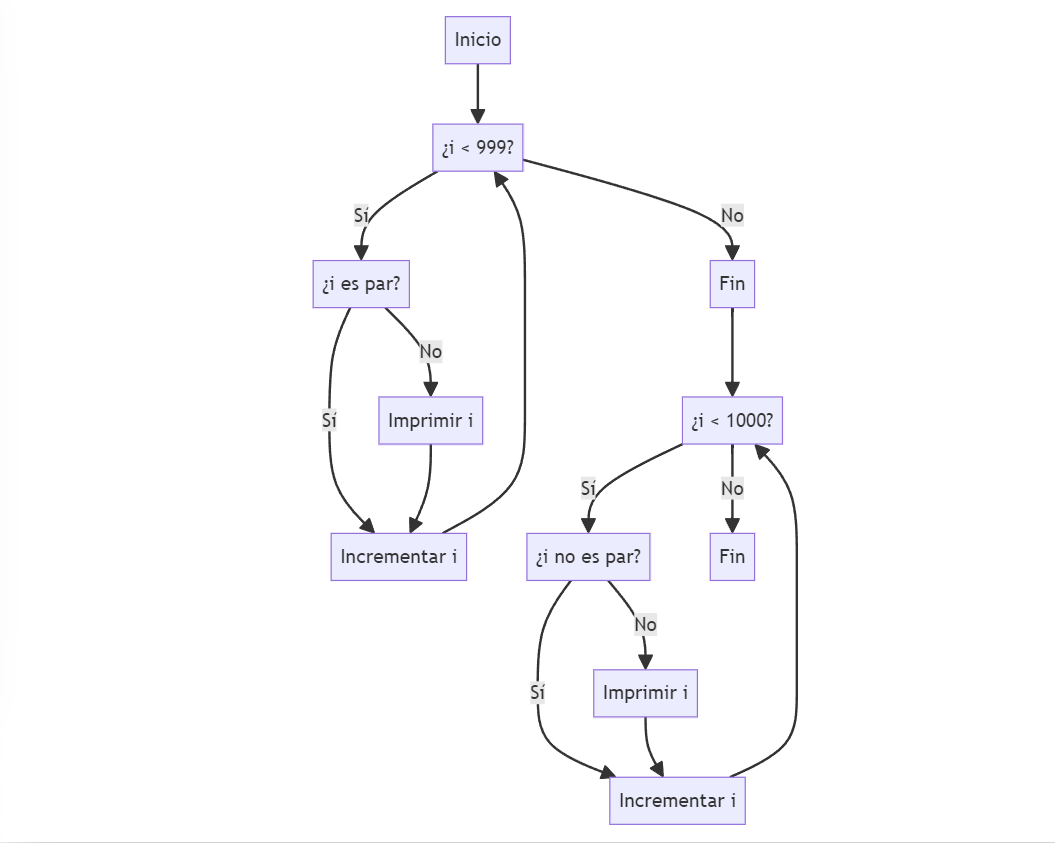 Inicio
¿i < 999?
Sí
No
¿i es par?
Fin
No
Sí
Imprimir i
¿i < 1000?
Sí
No
Incrementar i
¿i no es par?
Fin
No
Sí
Imprimir i
Incrementar i